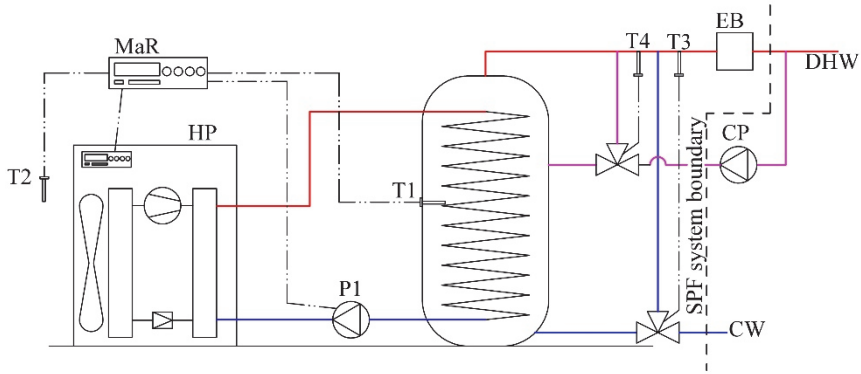 EB
T4
T3
MaR
DHW
HP
CP
T2
T1
SPF system boundary
P1
CW